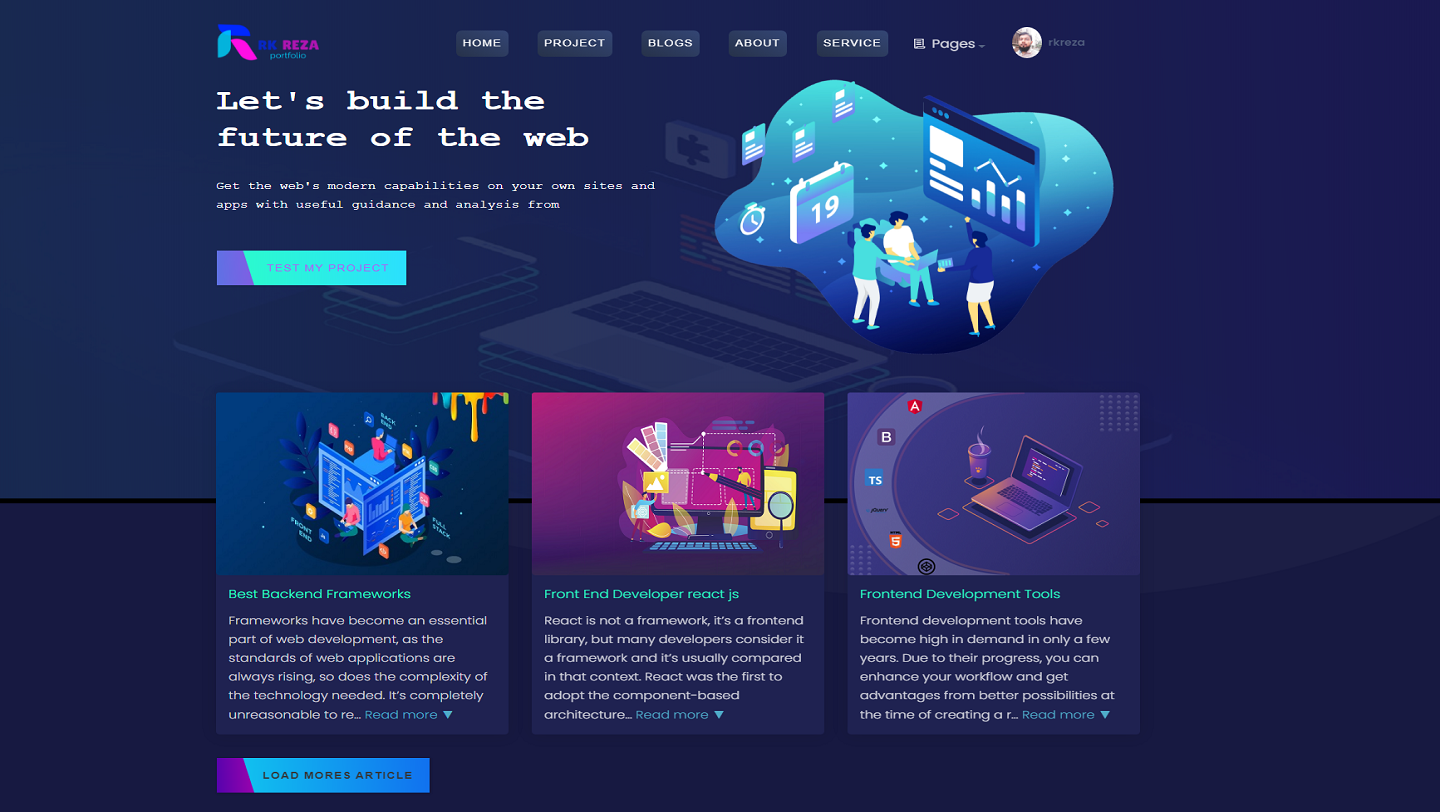 RK REZA
portfolio
HOME
PROJECT
BLOGS
ABOUT
SERVICE
Pages
rkreza
Let's build the
future of the web
Get the web's modern capabilities on your own sites and
apps with useful guidance and analysis from
TEST MY PROJECT
19
BACK
END
FRONT
END
FULL
STACK
A
B
TS
jQuery
5
Best Backend Frameworks
Frameworks have become an essential
part of web development, as the
standards of web applications are
always rising, so does the complexity of
the technology needed. It’s completely
unreasonable to re... Read more ▼
Front End Developer react js
React is not a framework, it’s a frontend
library, but many developers consider it
a framework and it’s usually compared
in that context. React was the first to
adopt the component-based
architecture... Read more ▼
Frontend Development Tools
Frontend development tools have
become high in demand in only a few
years. Due to their progress, you can
enhance your workflow and get
advantages from better possibilities at
the time of creating a r... Read more ▼
LOAD MORES ARTICLE